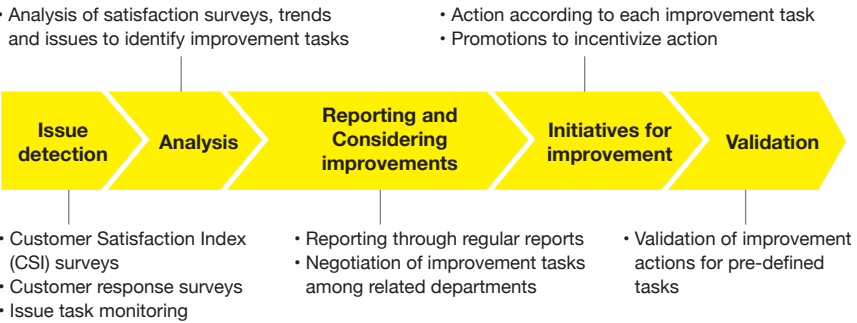 • Analysis of satisfaction surveys, trends
and issues to identify improvement tasks
• Action according to each improvement task
• Promotions to incentivize action
Issue
detection
Analysis
Reporting and
Considering
improvements
Initiatives for
improvement
Validation
• Customer Satisfaction Index
(CSI) surveys
• Customer response surveys
• Issue task monitoring
• Reporting through regular reports
• Negotiation of improvement tasks
among related departments
• Validation of improvement
actions for pre-defined
tasks